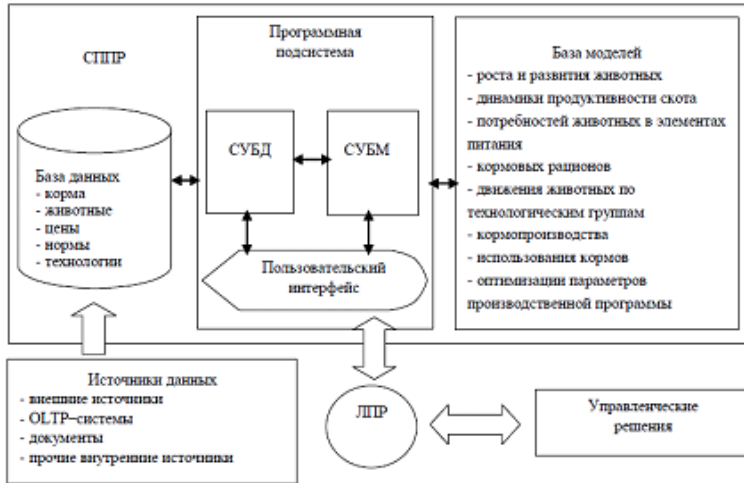 СППР
База данных
- корма
- животные
- цены
- нормы
- технологии
Программная
подсистема
СУБД
СУБМ
Пользовательский
интерфейс
База моделей
- роста и развития животных
- динамики продуктивности скота
- потребностей животных в элементах
питания
- кормовых рационов
- движения животных по
технологическим группам
- кормопроизводства
- использования кормов
- оптимизации параметров
производственной программы
Источники данных
- внешние источники
- OLTP–системы
- документы
- прочие внутренние источники
ЛПР
Управленческие
решения